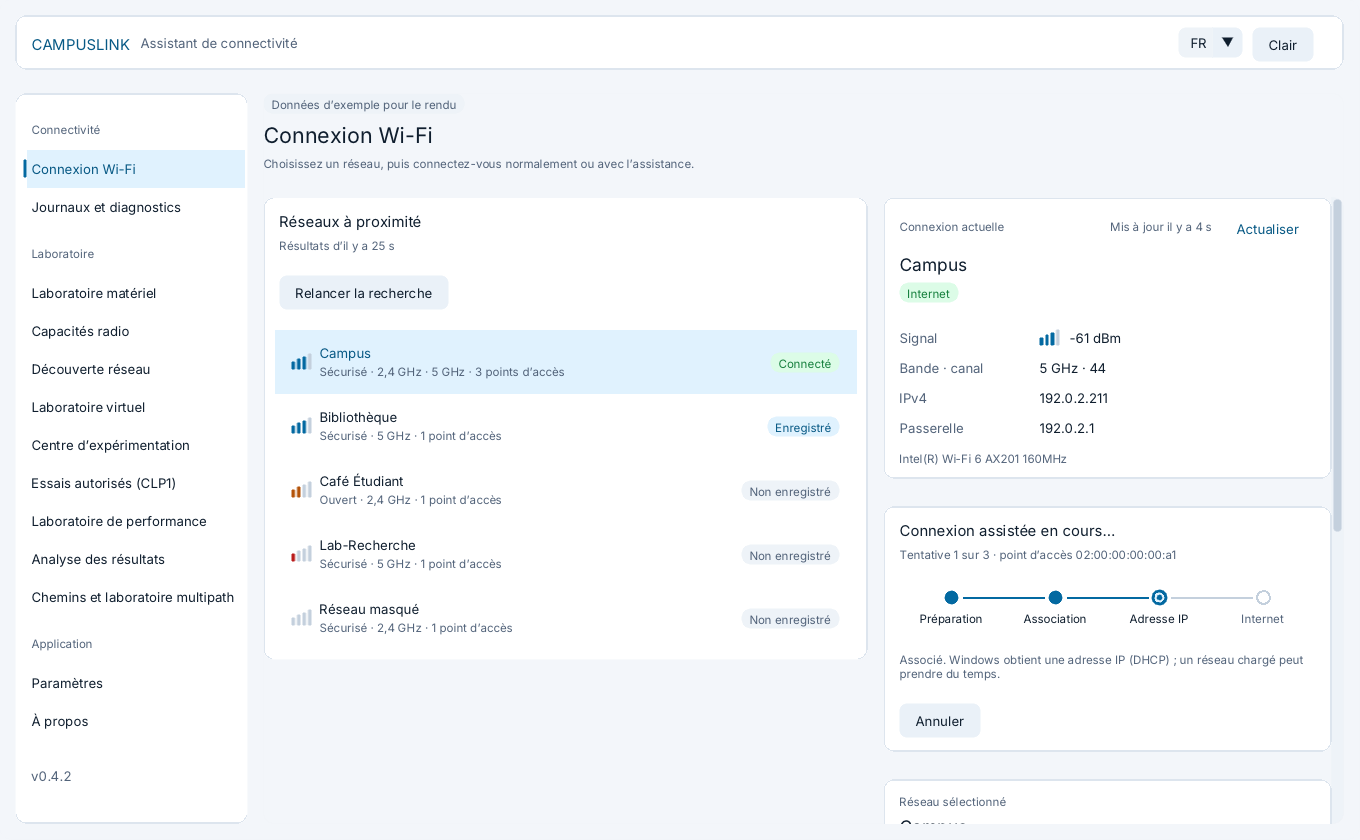 CAMPUSLINK Assistant de connectivité
FR ▼ Clair
Connectivité
Connexion Wi-Fi
Journaux et diagnostics
Laboratoire
Laboratoire matériel
Capacités radio
Découverte réseau
Laboratoire virtuel
Centre d’expérimentation
Essais autorisés (CLP1)
Laboratoire de performance
Analyse des résultats
Chemins et laboratoire multipath
Application
Paramètres
À propos
v0.4.2
Données d’exemple pour le rendu
Connexion Wi-Fi
Choisissez un réseau, puis connectez-vous normalement ou avec l’assistance.
Réseaux à proximité
Résultats d’il y a 25 s
Relancer la recherche
Campus
Sécurisé · 2,4 GHz · 5 GHz · 3 points d’accès
Connecté
Bibliothèque
Sécurisé · 5 GHz · 1 point d’accès
Enregistré
Café Étudiant
Ouvert · 2,4 GHz · 1 point d’accès
Non enregistré
Lab-Recherche
Sécurisé · 5 GHz · 1 point d’accès
Non enregistré
Réseau masqué
Sécurisé · 2,4 GHz · 1 point d’accès
Non enregistré
Connexion actuelle Mis à jour il y a 4 s Actualiser
Campus
Internet
Signal -61 dBm
Bande · canal 5 GHz · 44
IPv4 192.0.2.211
Passerelle 192.0.2.1
Intel(R) Wi-Fi 6 AX201 160MHz
Connexion assistée en cours…
Tentative 1 sur 3 · point d’accès 02:00:00:00:00:a1
Préparation Association Adresse IP Internet
Associé. Windows obtient une adresse IP (DHCP) ; un réseau chargé peut
prendre du temps.
Annuler
Réseau sélectionné